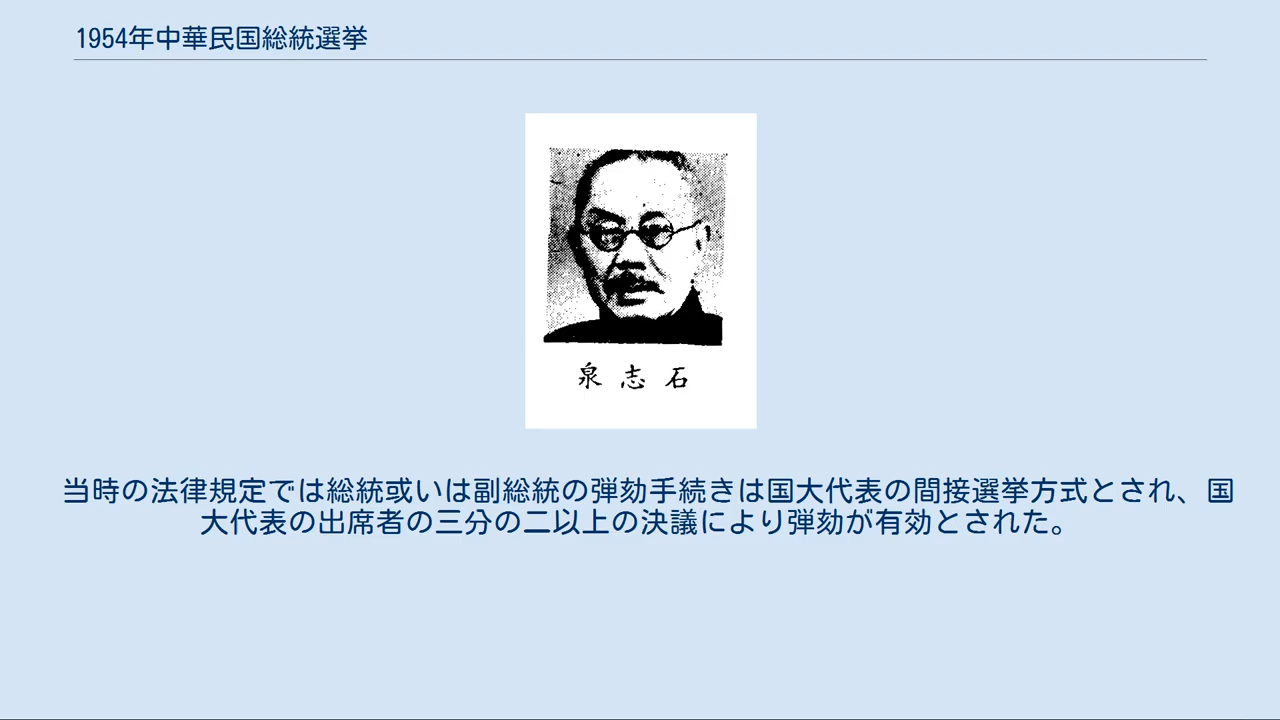 1954年中華民国総統選挙
泉志石
当時の法律規定では総統或いは副総統の弾劾手続きは国大代表の間接選挙方式とされ、国
大代表の出席者の三分の二以上の決議により弾劾が有効とされた。